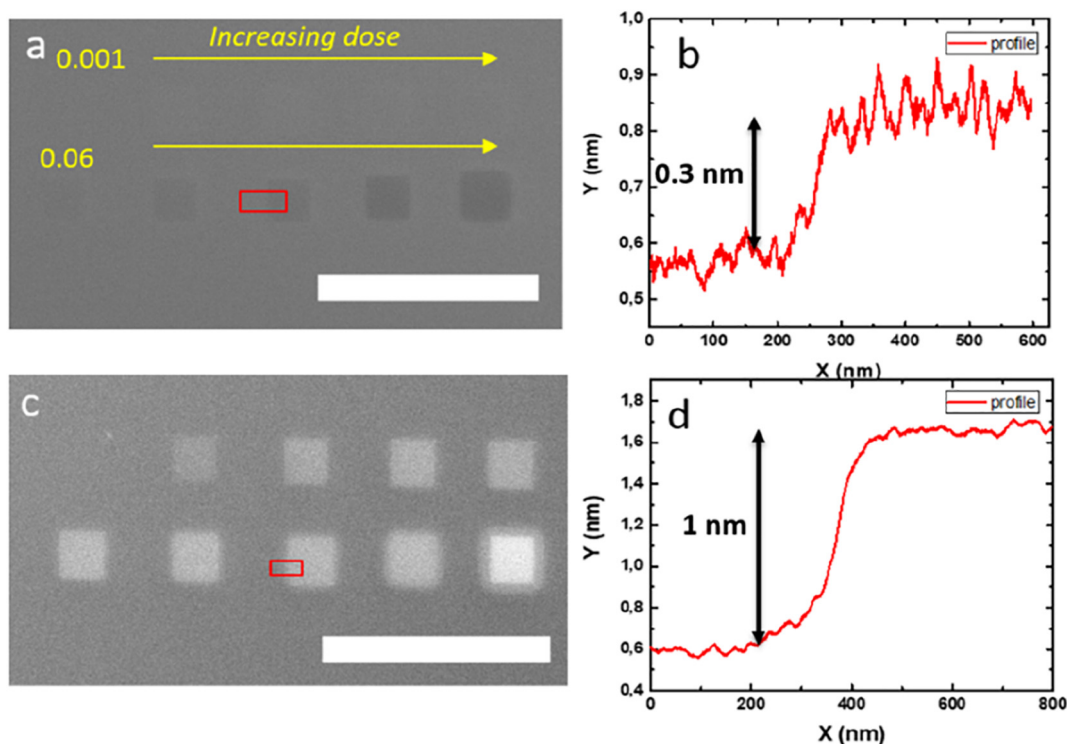 a
Increasing dose
0.001
0.06
b
profile
1,0
0,9
0,8
0,7
0,6
0,5
Y (nm)
0.3 nm
0 100 200 300 400 500 600
X (nm)
c
d
profile
1,8
1,6
1,4
1,2
1,0
0,8
0,6
0,4
Y (nm)
1 nm
0 200 400 600 800
X (nm)